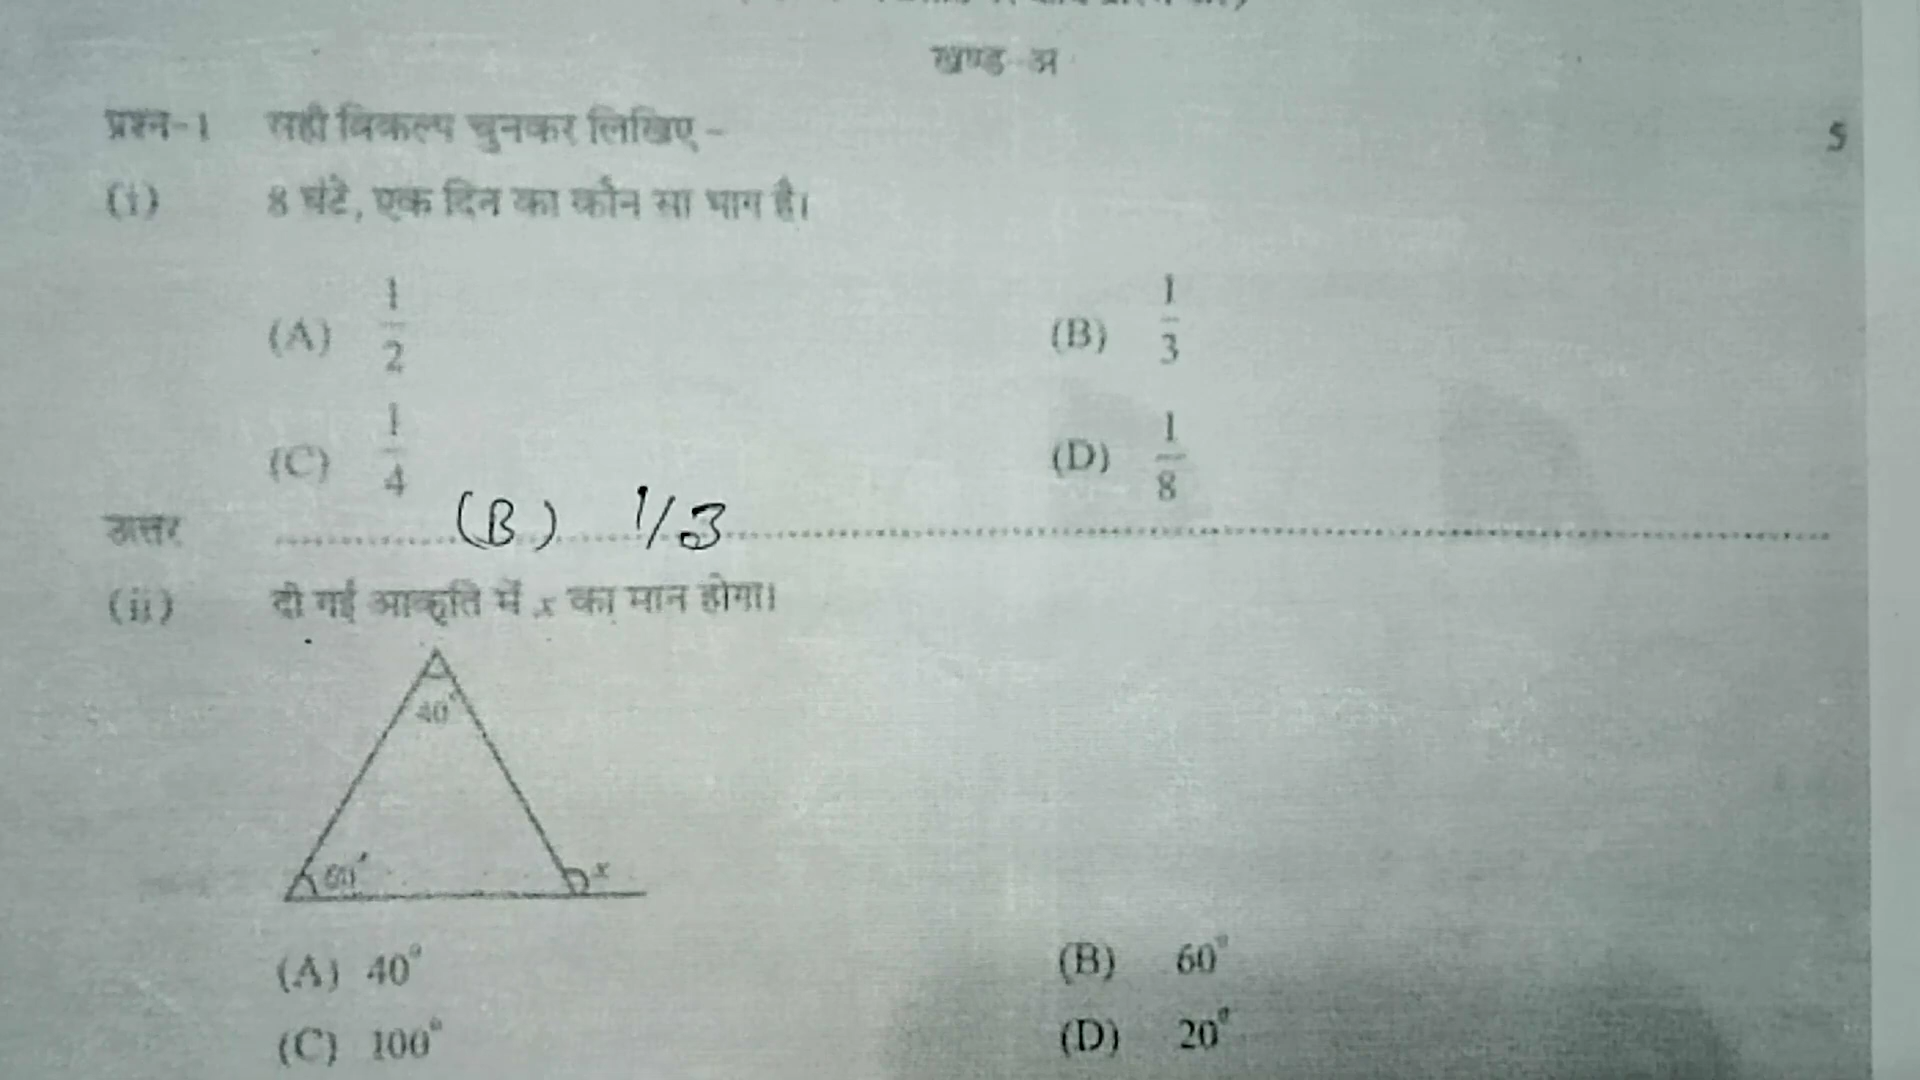 खण्ड-अ
प्रश्न-1 सही विकल्प चुनकर लिखिए - 5
(i) 8 घंटे, एक दिन का कौन सा भाग है।
(A) 1/2 (B) 1/3
(C) 1/4 (D) 1/8
उत्तर (B) 1/3
(ii) दी गई आकृति में x का मान होगा।
40°
60° x
(A) 40° (B) 60°
(C) 100° (D) 20°